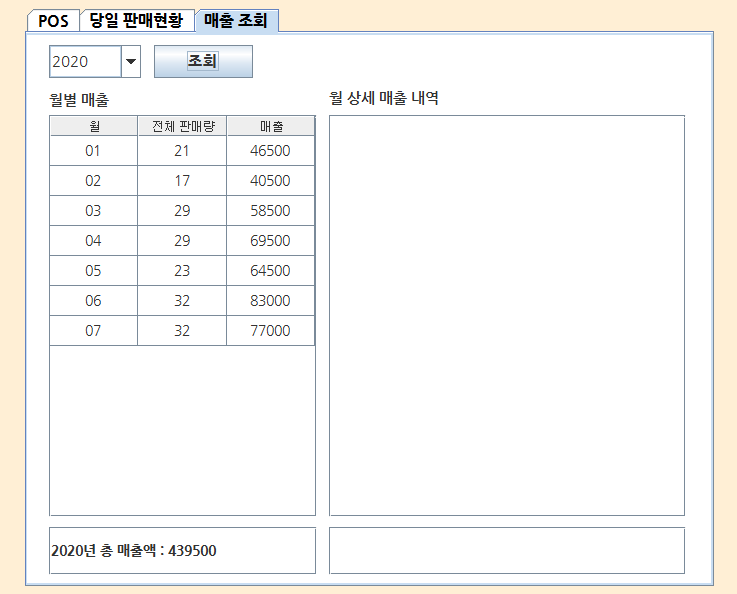 POS 당일 판매현황 매출 조회
2020 조회
월별 매출
월 전체 판매량 매출
01 21 46500
02 17 40500
03 29 58500
04 29 69500
05 23 64500
06 32 83000
07 32 77000
2020년 총 매출액 : 439500
월 상세 매출 내역